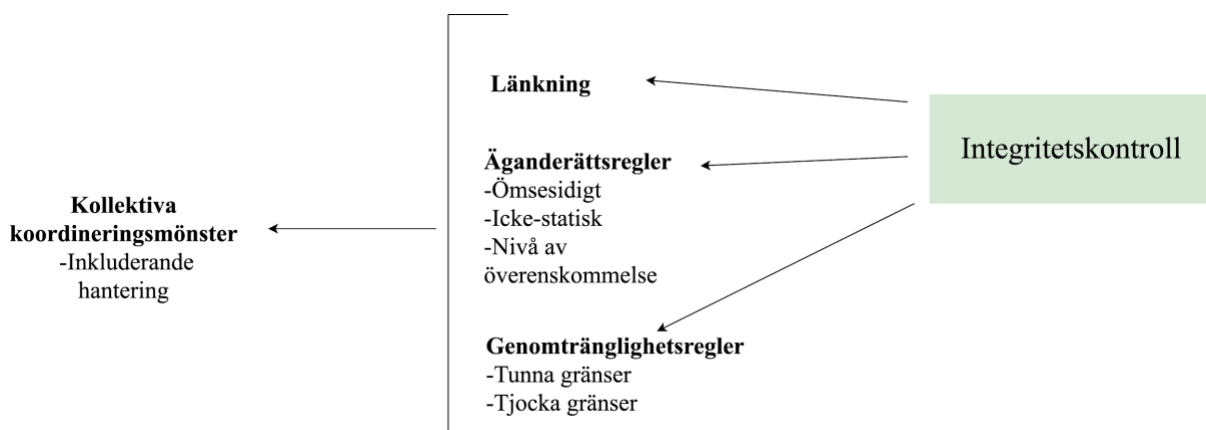 Kollektiva
koordineringsmönster
-Inkluderande
hantering
Länkning
Äganderättsregler
-Ömsesidigt
-Icke-statisk
-Nivå av
överenskommelse
Genomtränglighetsregler
-Tunna gränser
-Tjocka gränser
Integritetskontroll